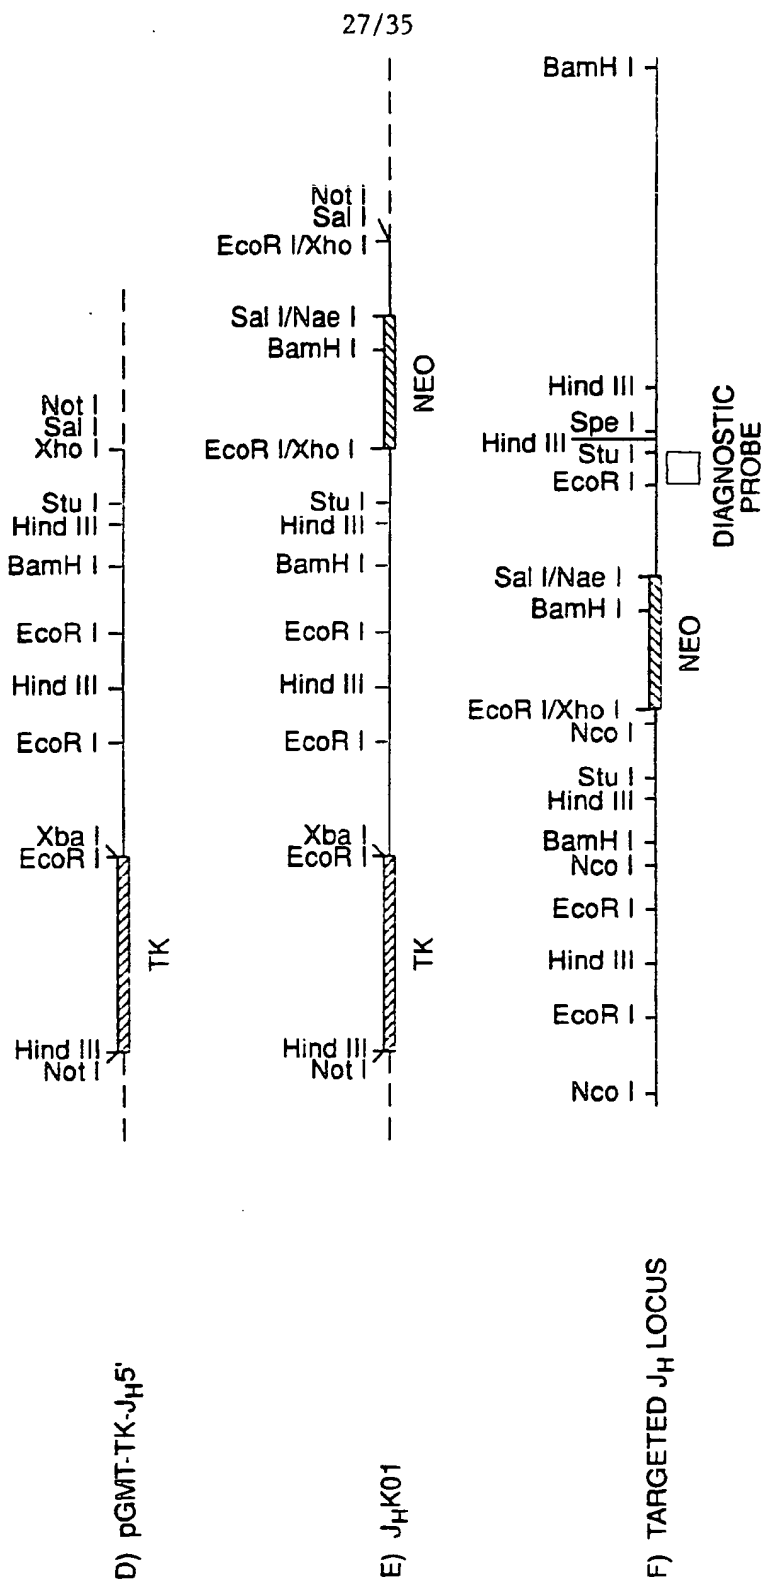 27/35
Not I
Sal I
Xho I
Stu I
Hind III
BamH I
EcoR I
Hind III
EcoR I
Xba I
EcoR I
TK
Hind III
Not I
D) pGMT-TK-JH5'
Not I
Sal I
EcoR I/Xho I
Sal I/Nae I
BamH I
NEO
EcoR I/Xho I
Stu I
Hind III
BamH I
EcoR I
Hind III
EcoR I
Xba I
EcoR I
TK
Hind III
Not I
E) JHK01
BamH I
Hind III
Spe I
Hind III
Stu I
EcoR I
DIAGNOSTIC
PROBE
Sal I/Nae I
BamH I
NEO
EcoR I/Xho I
Nco I
Stu I
Hind III
BamH I
Nco I
EcoR I
Hind III
EcoR I
Nco I
F) TARGETED JH LOCUS